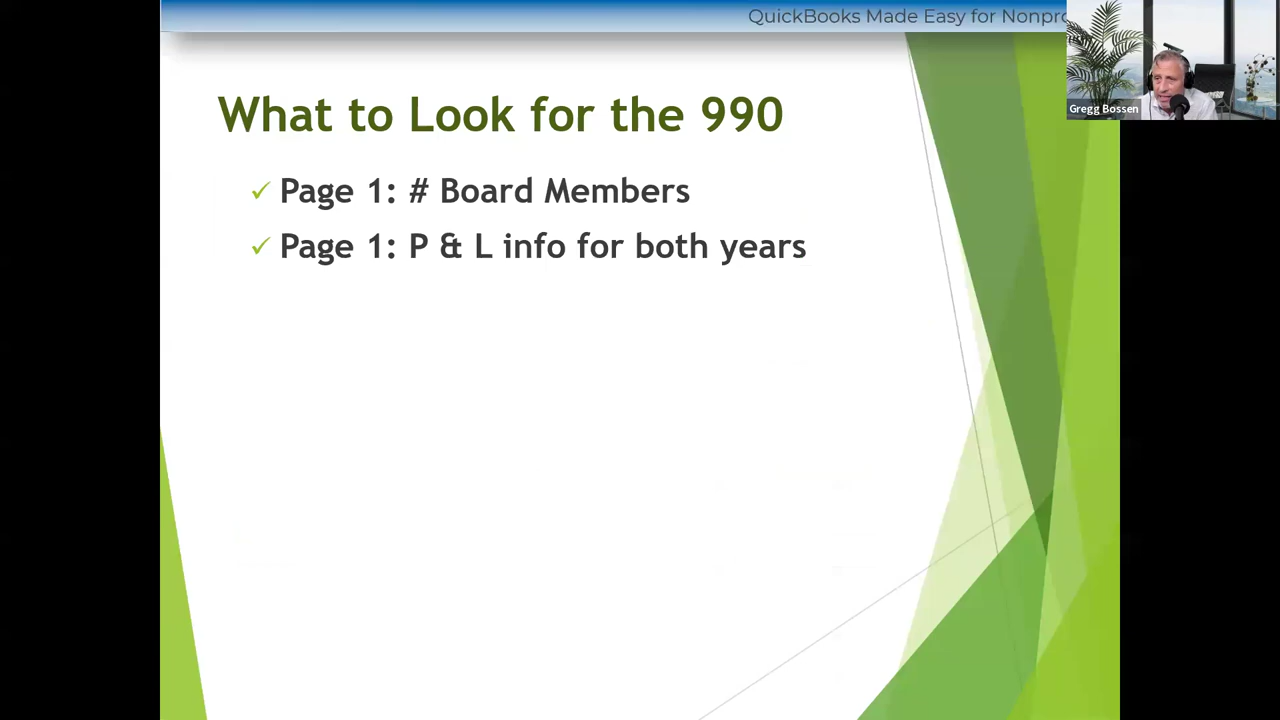 QuickBooks Made Easy for Nonpro
Gregg Bossen
What to Look for the 990
✓ Page 1: # Board Members
✓ Page 1: P & L info for both years